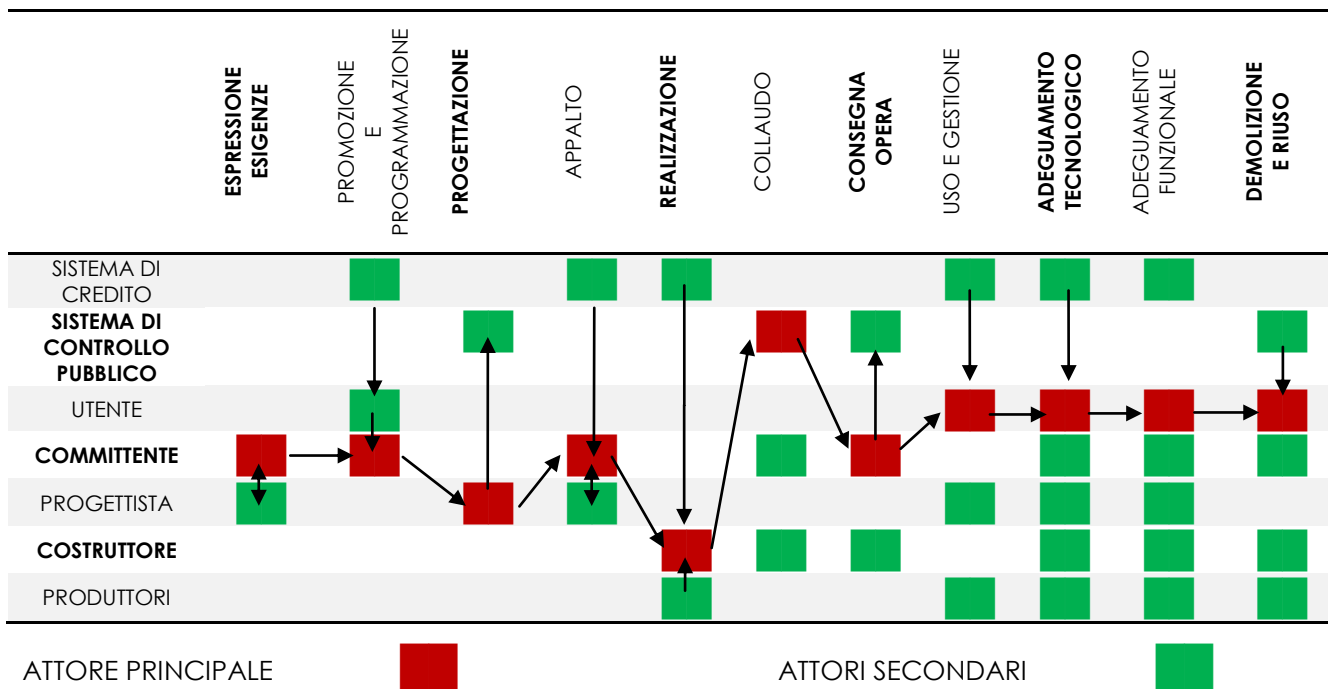 ESPRESSIONE
ESIGENZE
PROMOZIONE
E
PROGRAMMAZIONE
PROGETTAZIONE
APPALTO
REALIZZAZIONE
COLLAUDO
CONSEGNA
OPERA
USO E GESTIONE
ADEGUAMENTO
TECNOLOGICO
ADEGUAMENTO
FUNZIONALE
DEMOLIZIONE
E RIUSO
SISTEMA DI
CREDITO
SISTEMA DI
CONTROLLO
PUBBLICO
UTENTE
COMMITTENTE
PROGETTISTA
COSTRUTTORE
PRODUTTORI
ATTORE PRINCIPALE
ATTORI SECONDARI